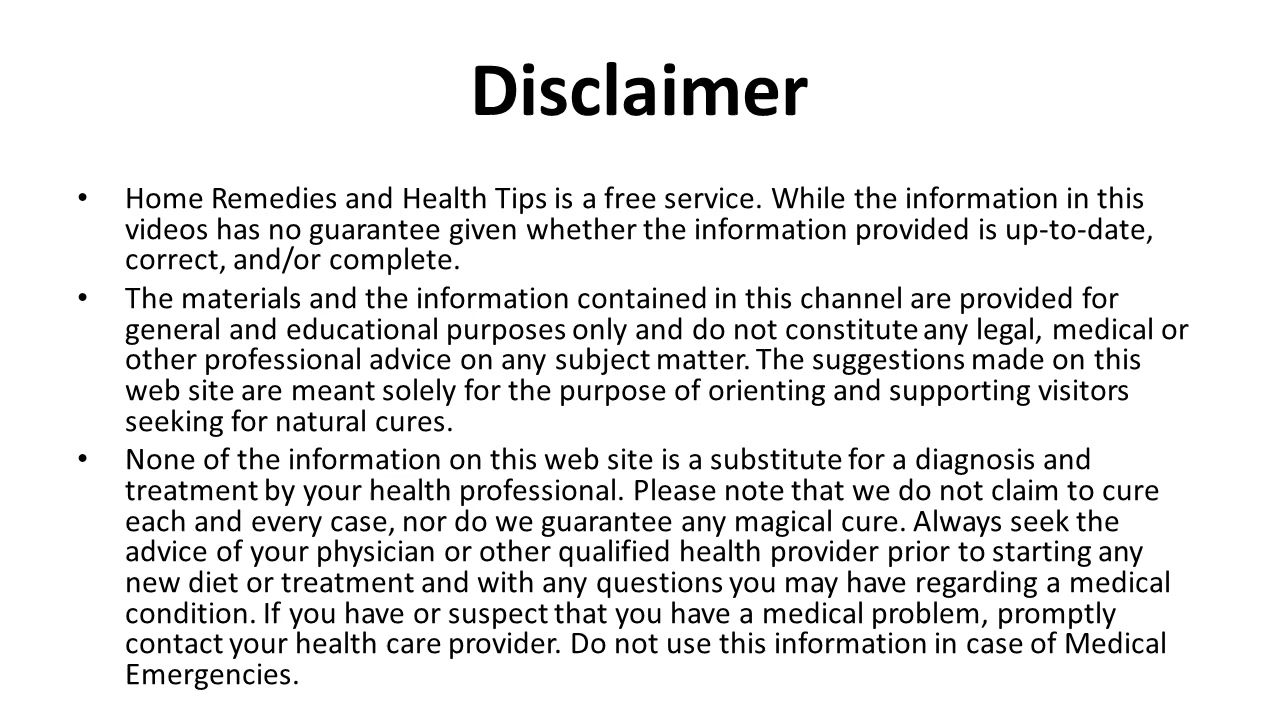 Disclaimer
• Home Remedies and Health Tips is a free service. While the information in this
videos has no guarantee given whether the information provided is up-to-date,
correct, and/or complete.
• The materials and the information contained in this channel are provided for
general and educational purposes only and do not constitute any legal, medical or
other professional advice on any subject matter. The suggestions made on this
web site are meant solely for the purpose of orienting and supporting visitors
seeking for natural cures.
• None of the information on this web site is a substitute for a diagnosis and
treatment by your health professional. Please note that we do not claim to cure
each and every case, nor do we guarantee any magical cure. Always seek the
advice of your physician or other qualified health provider prior to starting any
new diet or treatment and with any questions you may have regarding a medical
condition. If you have or suspect that you have a medical problem, promptly
contact your health care provider. Do not use this information in case of Medical
Emergencies.